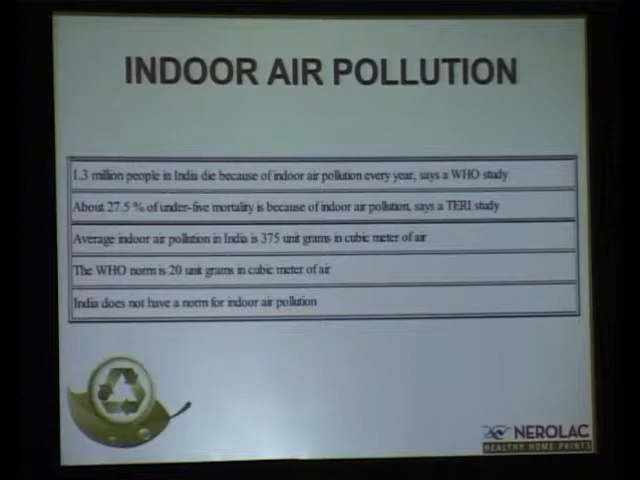 INDOOR AIR POLLUTION
1.3 million people in India die because of indoor air pollution every year, says a WHO study
About 27.5 % of under-five mortality is because of indoor air pollution, says a TERI study
Average indoor air pollution in India is 375 unit grams in cubic meter of air
The WHO norm is 20 unit grams in cubic meter of air
India does not have a norm for indoor air pollution
NEROLAC
HEALTHY HOME PAINTS